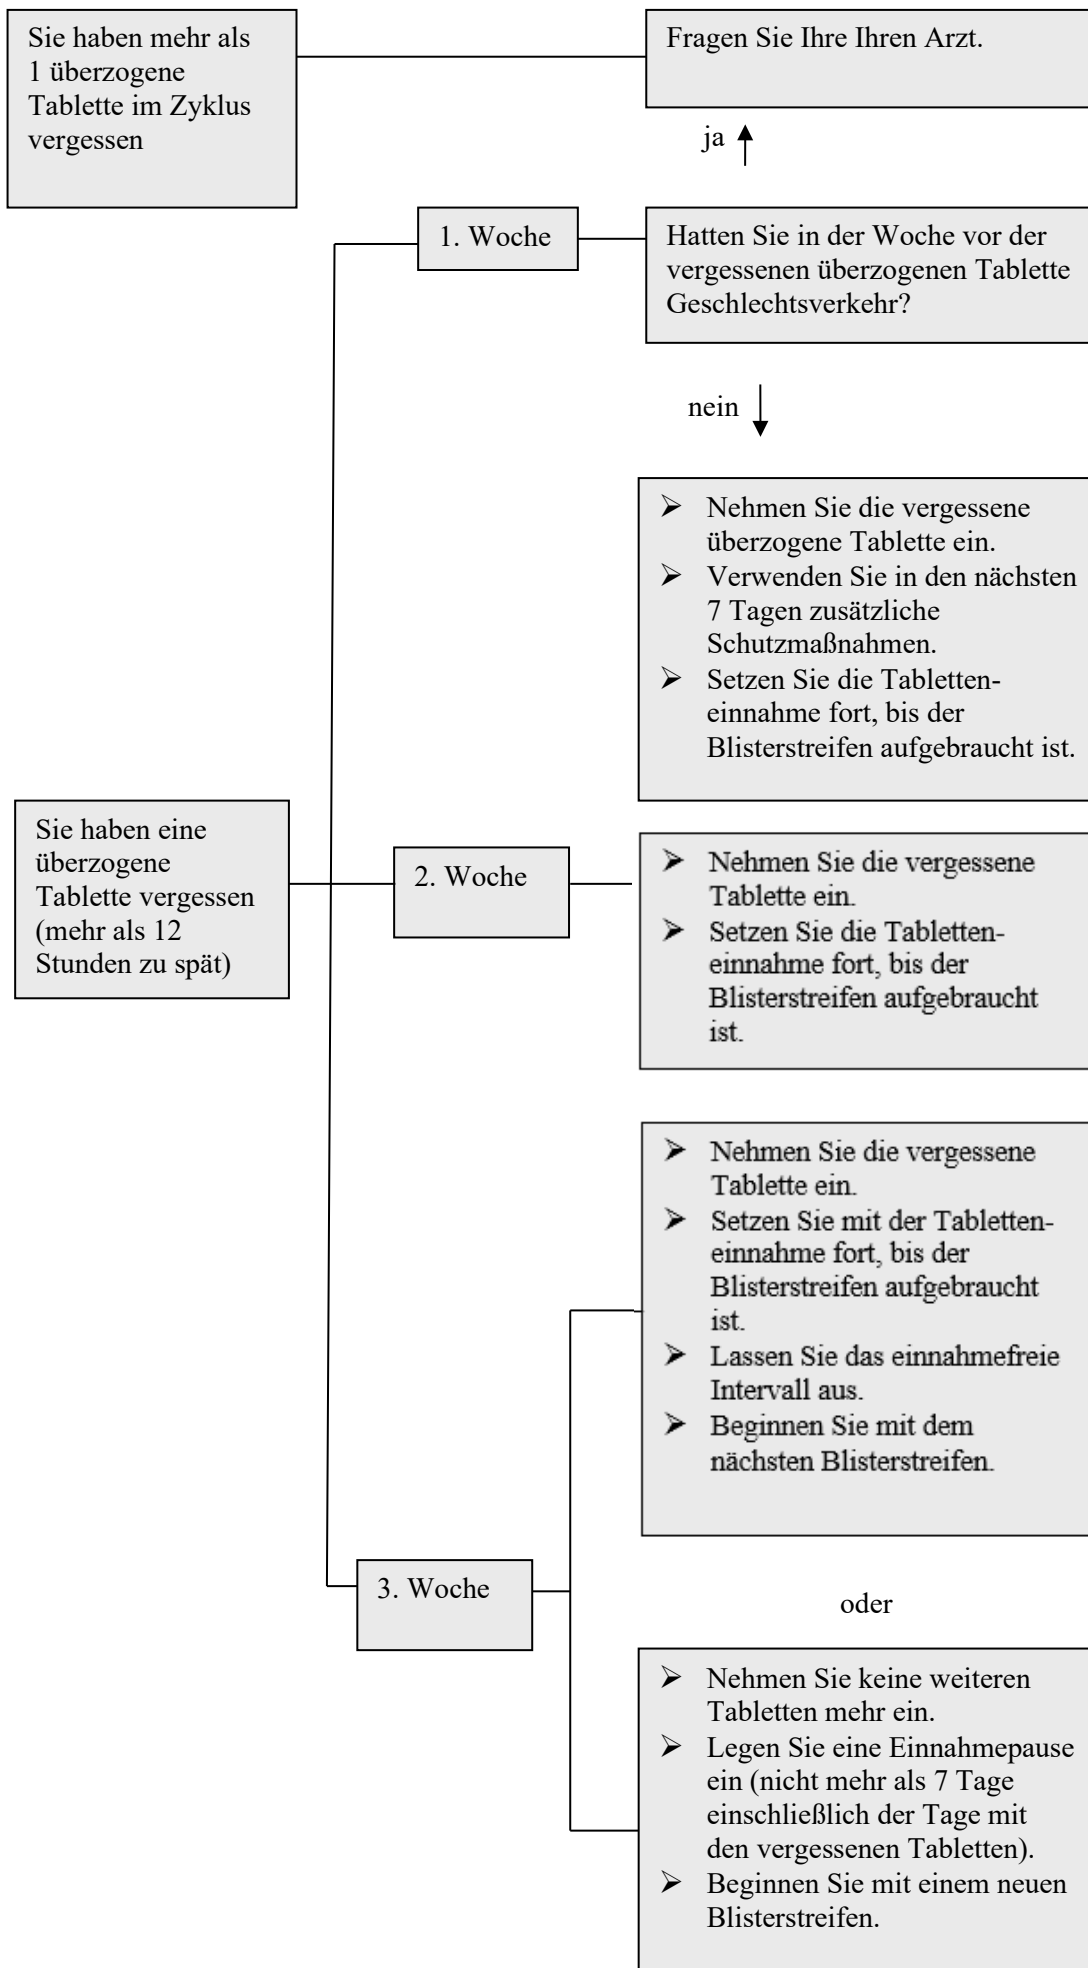 Sie haben mehr als
1 überzogene
Tablette im Zyklus
vergessen
Fragen Sie Ihre Ihren Arzt.
ja
1. Woche
Hatten Sie in der Woche vor der
vergessenen überzogenen Tablette
Geschlechtsverkehr?
nein
➢ Nehmen Sie die vergessene
überzogene Tablette ein.
➢ Verwenden Sie in den nächsten
7 Tagen zusätzliche
Schutzmaßnahmen.
➢ Setzen Sie die Tabletten-
einnahme fort, bis der
Blisterstreifen aufgebraucht ist.
Sie haben eine
überzogene
Tablette vergessen
(mehr als 12
Stunden zu spät)
2. Woche
➢ Nehmen Sie die vergessene
Tablette ein.
➢ Setzen Sie die Tabletten-
einnahme fort, bis der
Blisterstreifen aufgebraucht
ist.
➢ Nehmen Sie die vergessene
Tablette ein.
➢ Setzen Sie mit der Tabletten-
einnahme fort, bis der
Blisterstreifen aufgebraucht
ist.
➢ Lassen Sie das einnahmefreie
Intervall aus.
➢ Beginnen Sie mit dem
nächsten Blisterstreifen.
3. Woche
oder
➢ Nehmen Sie keine weiteren
Tabletten mehr ein.
➢ Legen Sie eine Einnahmepause
ein (nicht mehr als 7 Tage
einschließlich der Tage mit
den vergessenen Tabletten).
➢ Beginnen Sie mit einem neuen
Blisterstreifen.